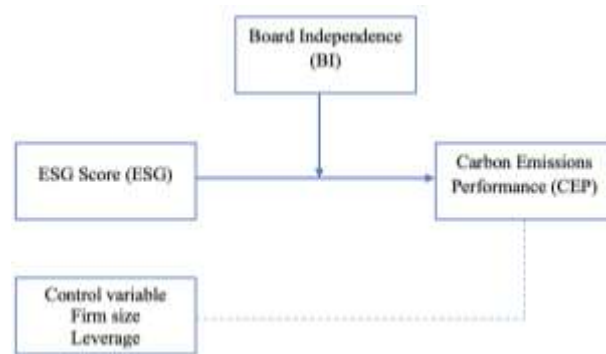 Board Independence
(BI)
ESG Score (ESG)
Carbon Emissions
Performance (CEP)
Control variable
Firm size
Leverage